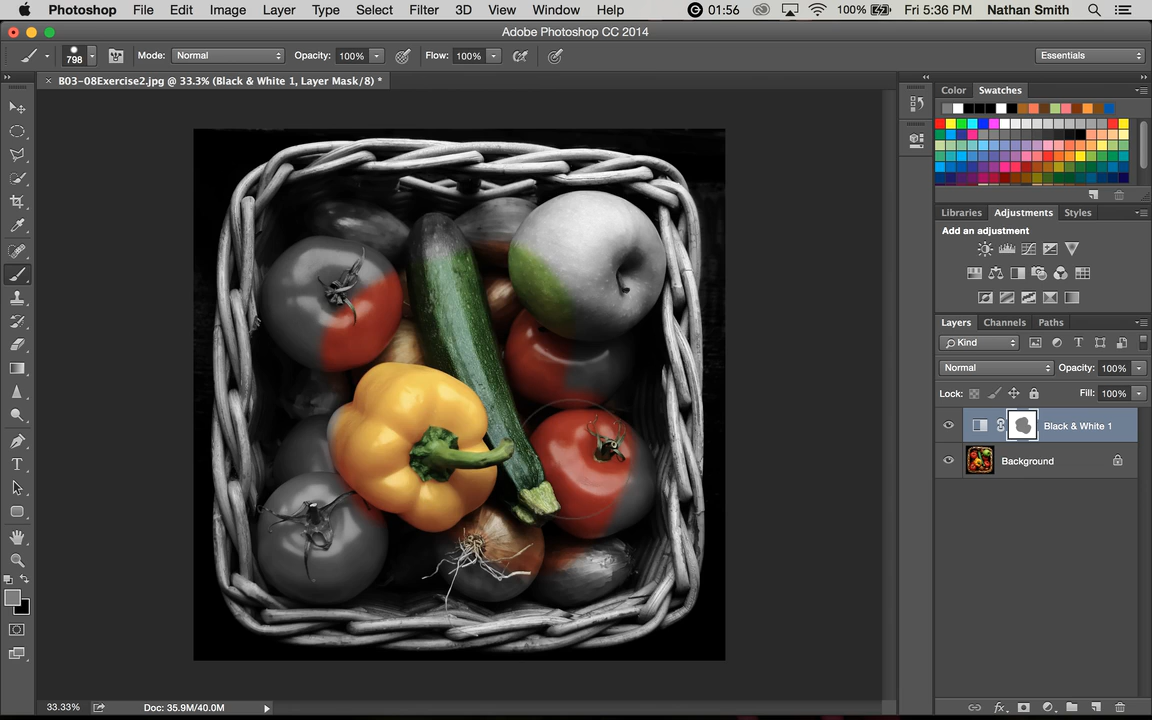 Photoshop File Edit Image Layer Type Select Filter 3D View Window Help 01:56 100% Fri 5:36 PM Nathan Smith
Adobe Photoshop CC 2014
798 Mode: Normal Opacity: 100% Flow: 100% Essentials
B03-08Exercise2.jpg @ 33.3% (Black & White 1, Layer Mask/8) *
Color Swatches
Libraries Adjustments Styles
Add an adjustment
Layers Channels Paths
Kind
Normal Opacity: 100%
Lock: Fill: 100%
Black & White 1
Background
33.33% Doc: 35.9M/40.0M